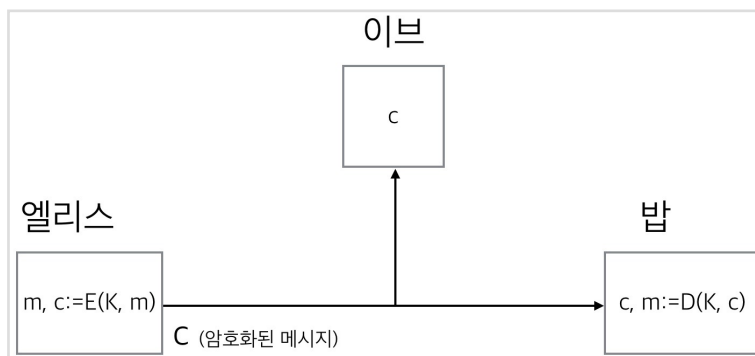 이브
c
엘리스
밥
m, c:=E(K, m)
c, m:=D(K, c)
C (암호화된 메시지)